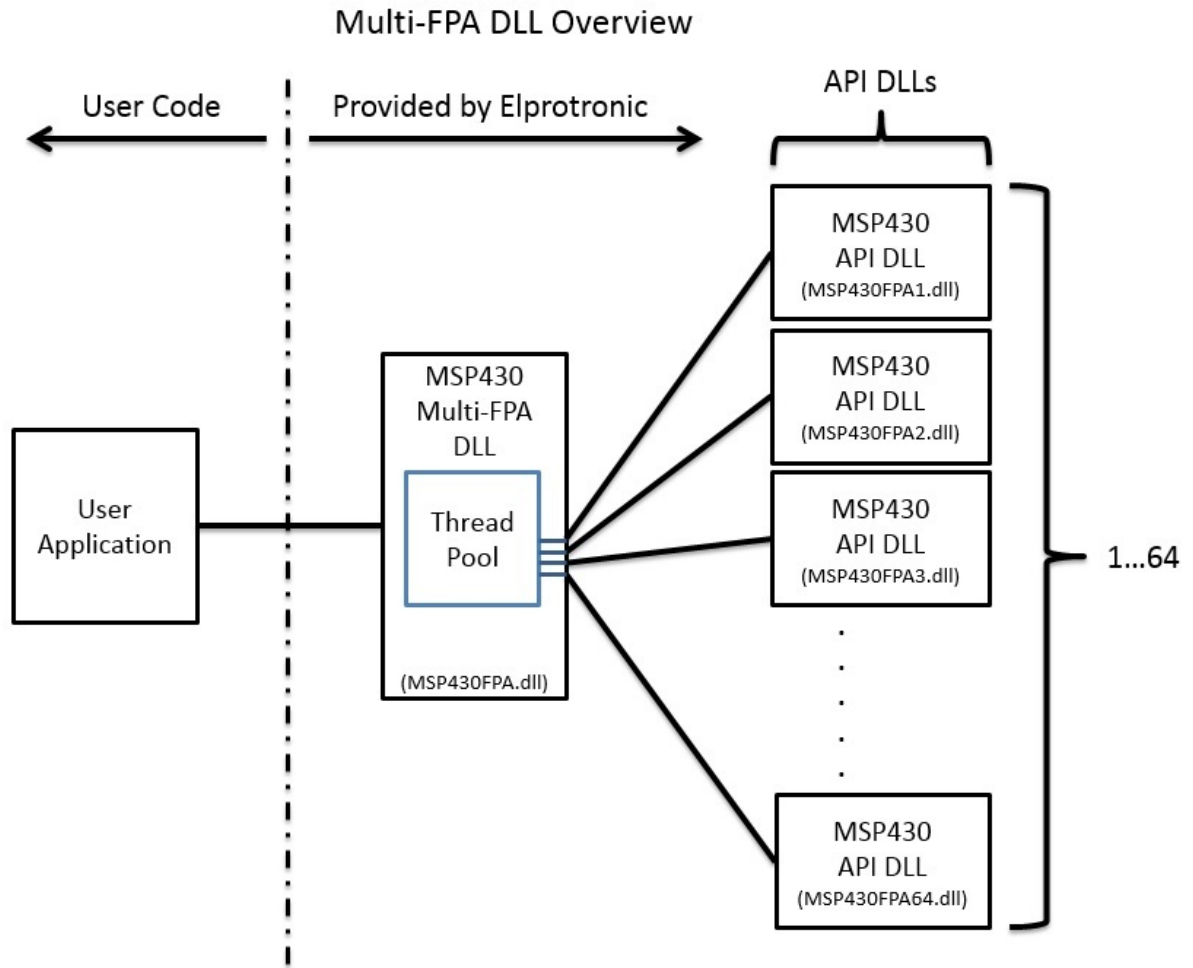 Multi-FPA DLL Overview
User Code
Provided by Elprotronic
API DLLs
User
Application
MSP430
Multi-FPA
DLL
Thread
Pool
(MSP430FPA.dll)
MSP430
API DLL
(MSP430FPA1.dll)
MSP430
API DLL
(MSP430FPA2.dll)
MSP430
API DLL
(MSP430FPA3.dll)
.
.
.
.
.
MSP430
API DLL
(MSP430FPA64.dll)
1...64